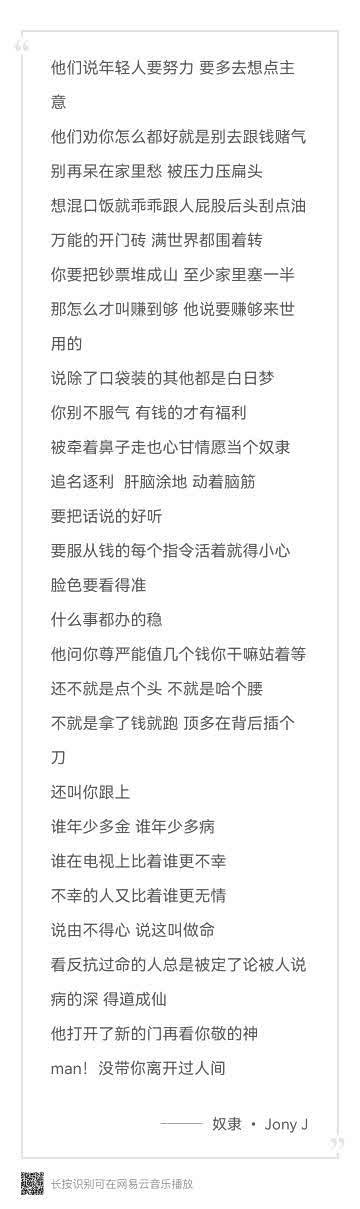 他们说年轻人要努力 要多去想点主
意
他们劝你怎么都好就是别去跟钱赌气
别再呆在家里愁 被压力压扁头
想混口饭就乖乖跟人屁股后头刮点油
万能的开门砖 满世界都围着转
你要把钞票堆成山 至少家里塞一半
那怎么才叫赚到够 他说要赚够来世
用的
说除了口袋装的其他都是白日梦
你别不服气 有钱的才有福利
被牵着鼻子走也心甘情愿当个奴隶
追名逐利  肝脑涂地 动着脑筋
要把话说的好听
要服从钱的每个指令活着就得小心
脸色要看得准
什么事都办的稳
他问你尊严能值几个钱你干嘛站着等
还不就是点个头 不就是哈个腰
不就是拿了钱就跑 顶多在背后插个
刀
还叫你跟上
谁年少多金 谁年少多病
谁在电视上比着谁更不幸
不幸的人又比着谁更无情
说由不得心 说这叫做命
看反抗过命的人总是被定了论被人说
病的深 得道成仙
他打开了新的门再看你敬的神
man！没带你离开过人间
—— 奴隶 · Jony J
长按识别可在网易云音乐播放